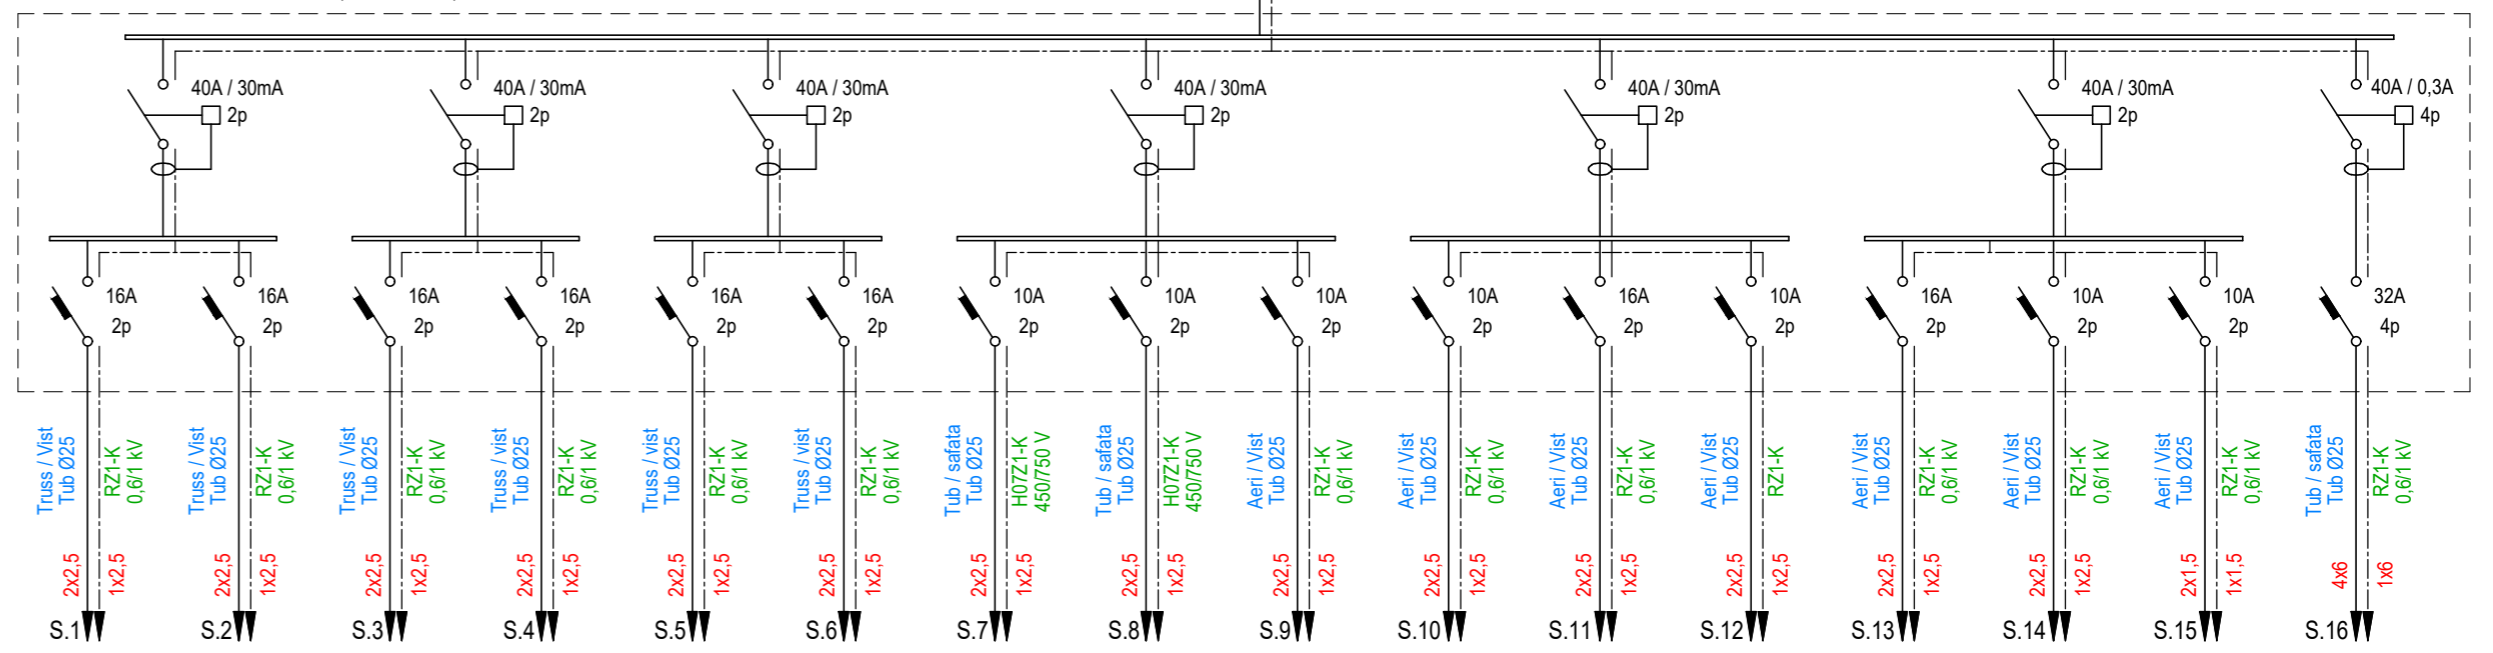 40A / 30mA
2p
40A / 30mA
2p
40A / 30mA
2p
40A / 30mA
2p
40A / 30mA
2p
40A / 30mA
2p
40A / 0,3A
4p
16A
2p
16A
2p
16A
2p
16A
2p
16A
2p
16A
2p
10A
2p
10A
2p
10A
2p
10A
2p
16A
2p
10A
2p
16A
2p
10A
2p
10A
2p
32A
4p
Truss / Vist
Tub Ø25
RZ1-K
0,6/1 kV
2x2,5
1x2,5
S.1
Truss / Vist
Tub Ø25
RZ1-K
0,6/1 kV
2x2,5
1x2,5
S.2
Truss / Vist
Tub Ø25
RZ1-K
0,6/1 kV
2x2,5
1x2,5
S.3
Truss / vist
Tub Ø25
RZ1-K
0,6/1 kV
2x2,5
1x2,5
S.4
Truss / vist
Tub Ø25
RZ1-K
0,6/1 kV
2x2,5
1x2,5
S.5
Truss / vist
Tub Ø25
RZ1-K
0,6/1 kV
2x2,5
1x2,5
S.6
Tub / safata
Tub Ø25
H07Z1-K
450/750 V
2x2,5
1x2,5
S.7
Tub / safata
Tub Ø25
H07Z1-K
450/750 V
2x2,5
1x2,5
S.8
Aeri / Vist
Tub Ø25
RZ1-K
0,6/1 kV
2x2,5
1x2,5
S.9
Aeri / Vist
Tub Ø25
RZ1-K
0,6/1 kV
2x2,5
1x2,5
S.10
Aeri / Vist
Tub Ø25
RZ1-K
0,6/1 kV
2x2,5
1x2,5
S.11
Aeri / Vist
Tub Ø25
RZ1-K
2x2,5
1x2,5
S.12
Aeri / Vist
Tub Ø25
RZ1-K
0,6/1 kV
2x2,5
1x2,5
S.13
Aeri / Vist
Tub Ø25
RZ1-K
0,6/1 kV
2x2,5
1x2,5
S.14
Aeri / Vist
Tub Ø25
RZ1-K
0,6/1 kV
2x1,5
1x1,5
S.15
Tub / safata
Tub Ø25
RZ1-K
0,6/1 kV
4x6
1x6
S.16